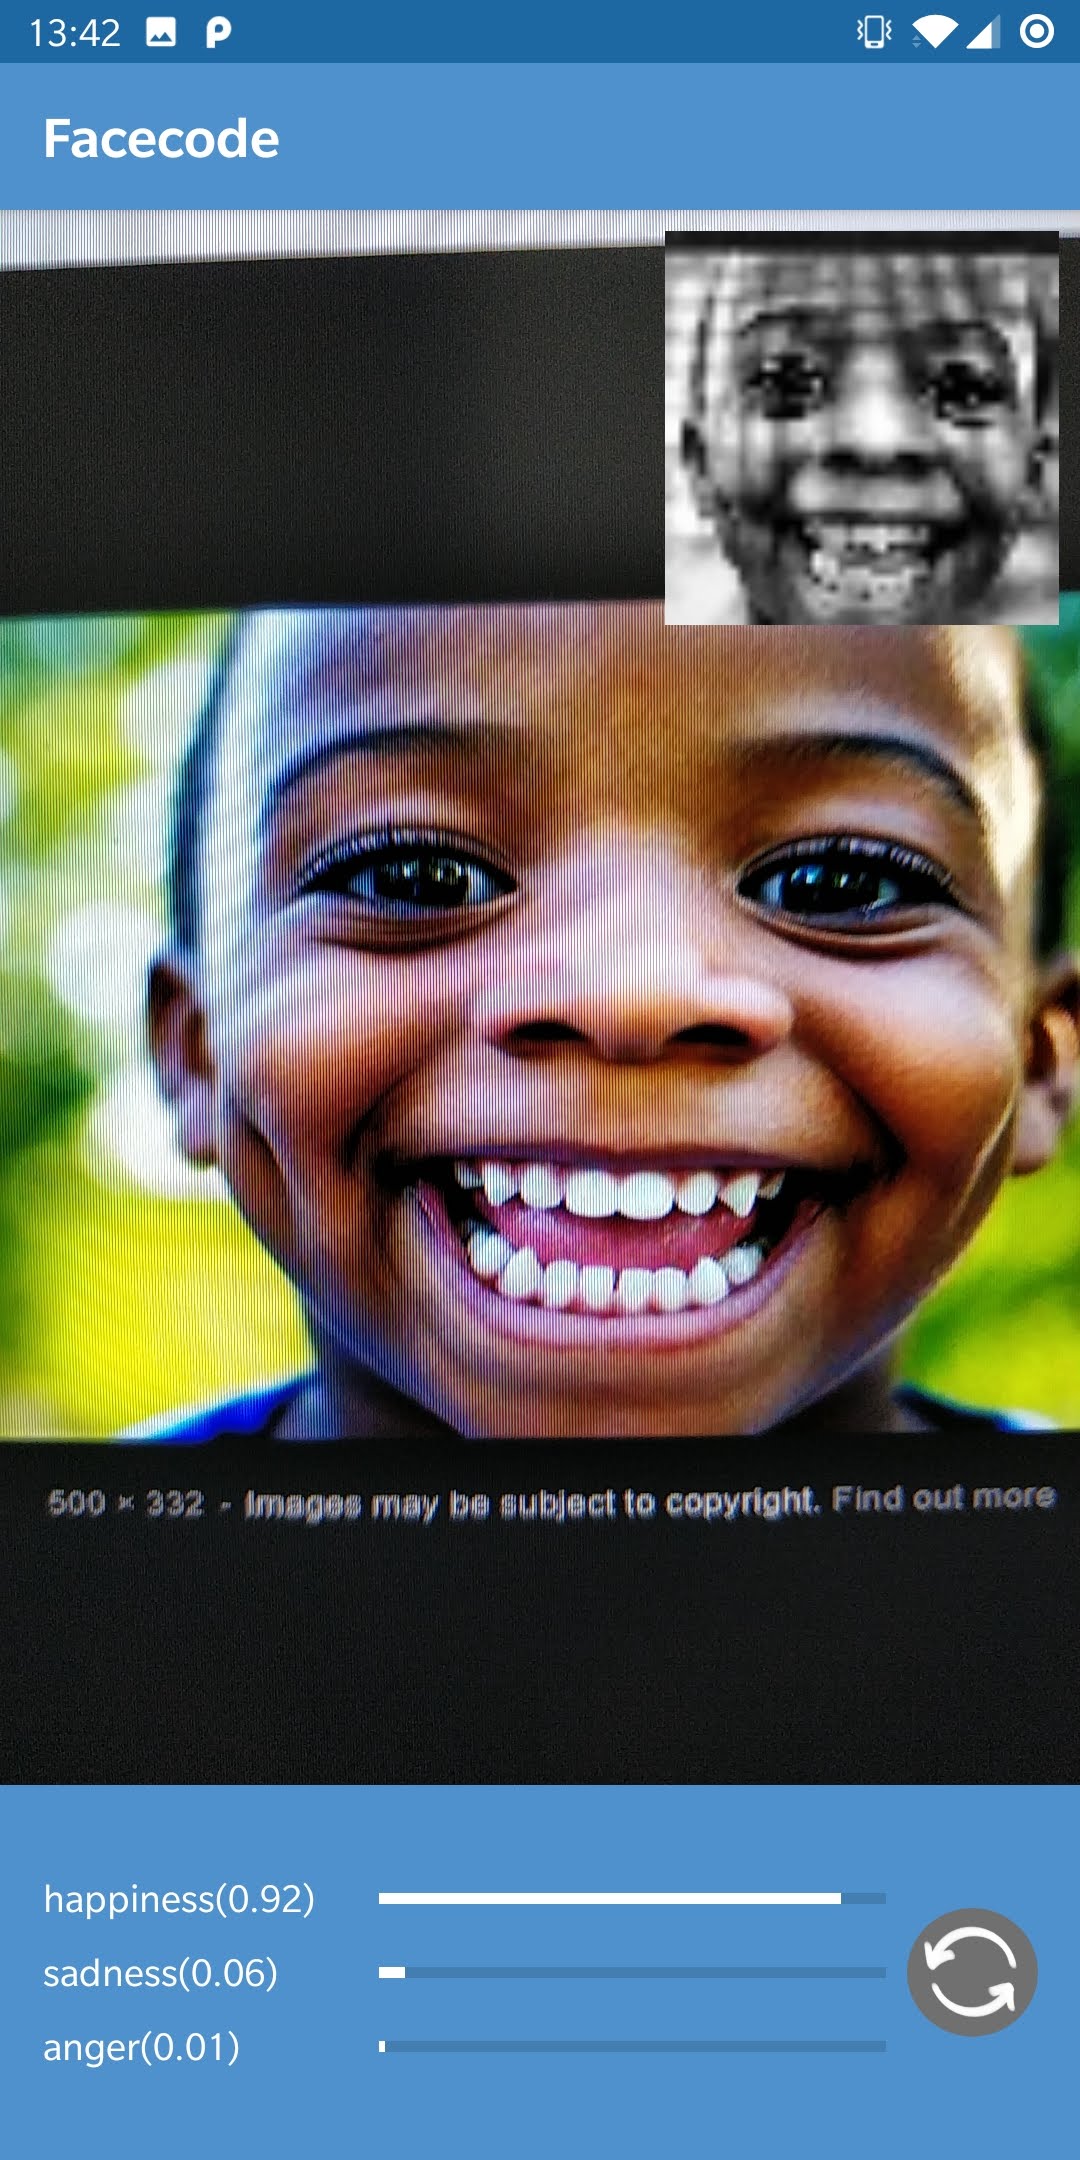 13:42
Facecode
500 × 332 - Images may be subject to copyright. Find out more
happiness(0.92)
sadness(0.06)
anger(0.01)